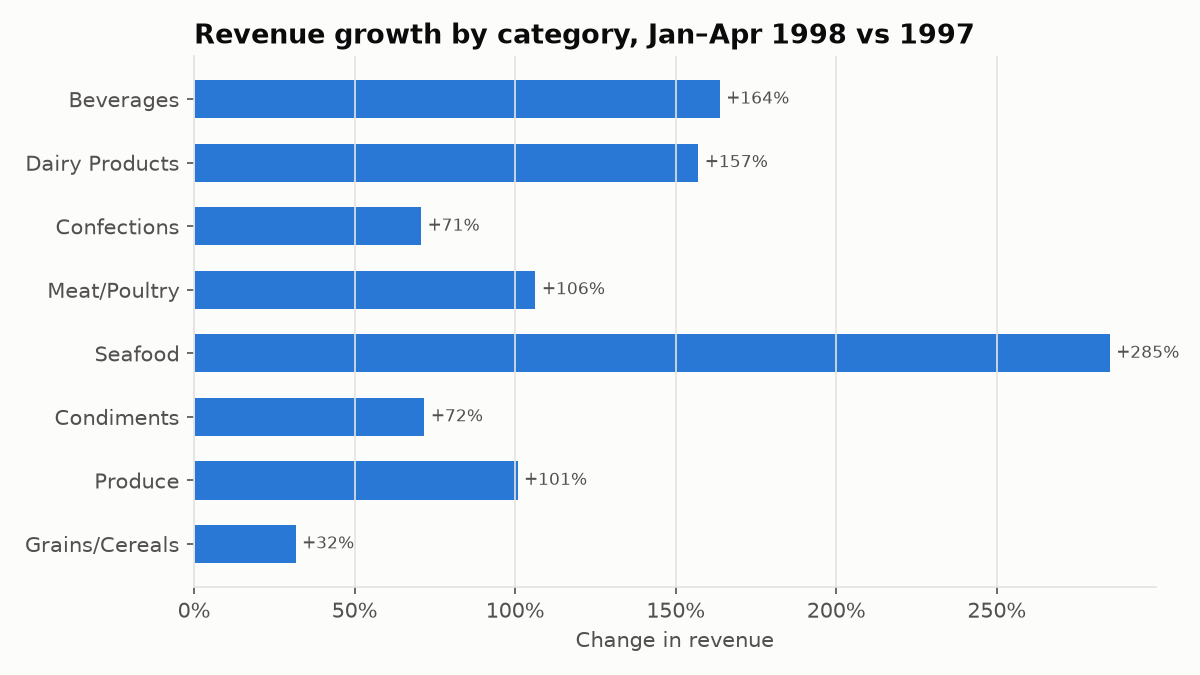 Revenue growth by category, Jan–Apr 1998 vs 1997
Beverages +164%
Dairy Products +157%
Confections +71%
Meat/Poultry +106%
Seafood +285%
Condiments +72%
Produce +101%
Grains/Cereals +32%
0% 50% 100% 150% 200% 250%
Change in revenue